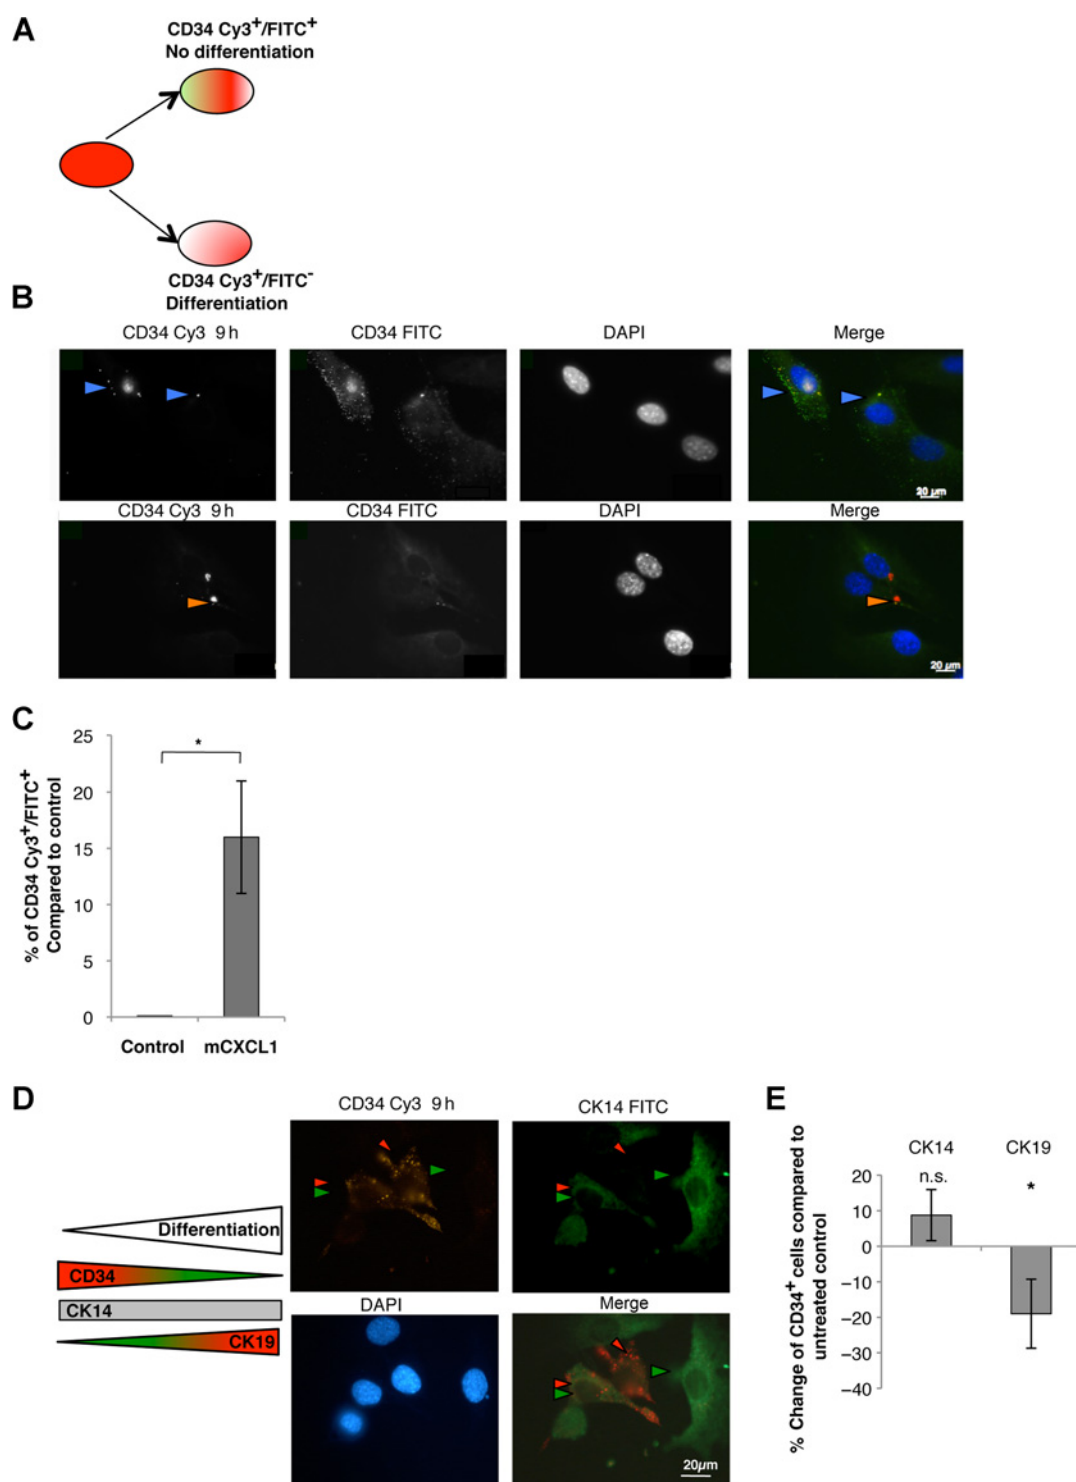 A
CD34 Cy3+/FITC+
No differentiation
CD34 Cy3+/FITC-
Differentiation
B
CD34 Cy3 9 h
CD34 FITC
DAPI
Merge
20 µm
CD34 Cy3 9 h
CD34 FITC
DAPI
Merge
20 µm
C
% of CD34 Cy3+/FITC+
Compared to control
25
20
15
10
5
0
*
Control
mCXCL1
D
Differentiation
CD34
CK14
CK19
CD34 Cy3 9 h
CK14 FITC
DAPI
Merge
20µm
E
% Change of CD34+ cells compared to
untreated control
CK14
CK19
n.s.
*
20
10
0
−10
−20
−30
−40